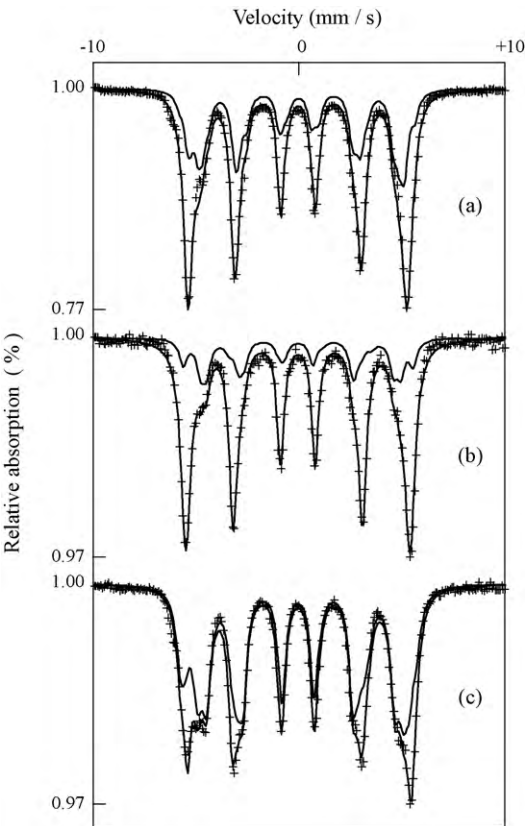 Velocity (mm / s)
-10 0 +10
1.00
(a)
0.77
1.00
(b)
0.97
1.00
(c)
0.97
Relative absorption ( % )